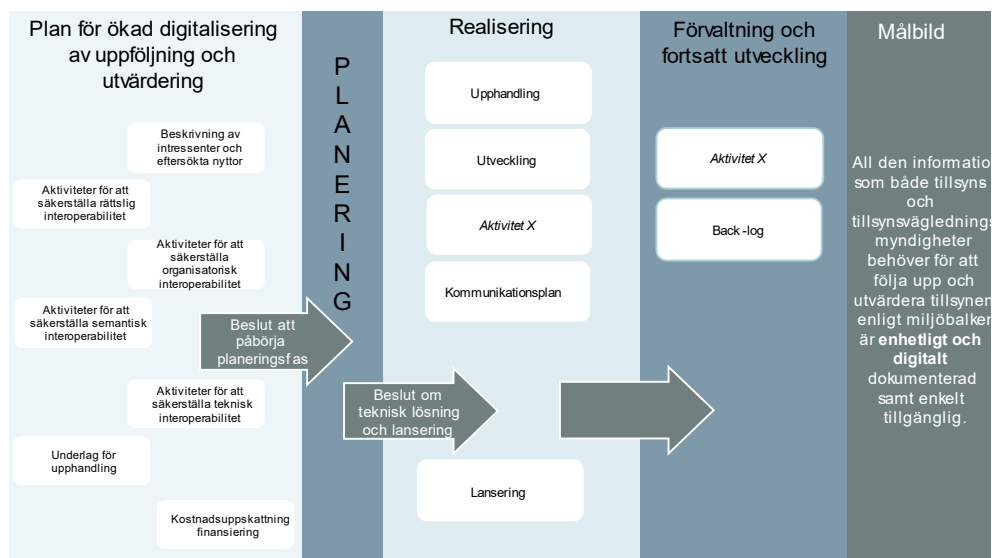 Plan för ökad digitalisering
av uppföljning och
utvärdering
Beskrivning av
intressenter och
eftersökta nyttor
Aktiviteter för att
säkerställa rättslig
interoperabilitet
Aktiviteter för att
säkerställa
organisatorisk
interoperabilitet
Aktiviteter för att
säkerställa semantisk
interoperabilitet
Aktiviteter för att
säkerställa teknisk
interoperabilitet
Underlag för
upphandling
Kostnadsuppskattning
finansiering
Beslut att
påbörja
planeringsfas
P
L
A
N
E
R
I
N
G
Beslut om
teknisk lösning
och lansering
Realisering
Upphandling
Utveckling
Aktivitet X
Kommunikationsplan
Lansering
Förvaltning och
fortsatt utveckling
Aktivitet X
Back -log
Målbild
All den informatio
som både tillsyns
och
tillsynsväglednings
myndigheter
behöver för att
följa upp och
utvärdera tillsynen
enligt miljöbalker
är enhetligt och
digitalt
dokumenterad
samt enkelt
tillgänglig.